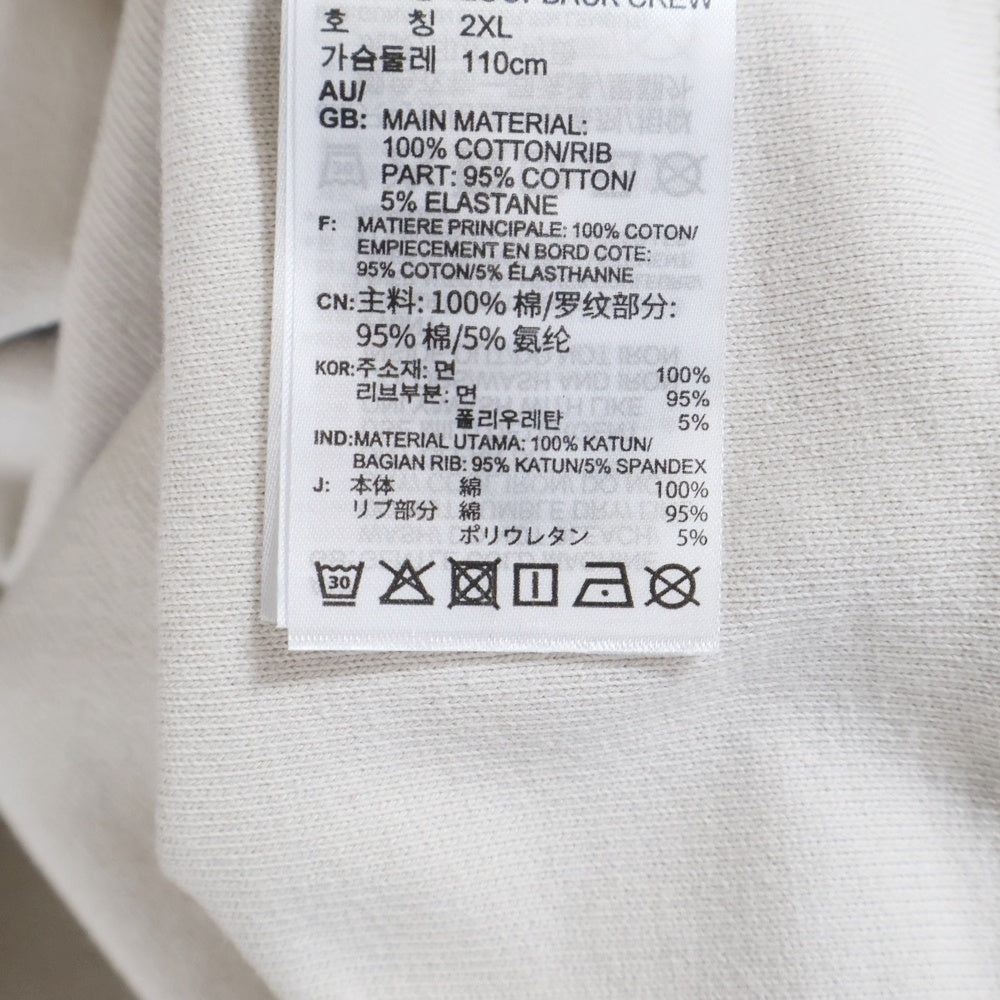 BACK CREW
호 칭 2XL
가슴둘레 110cm
AU/
GB: MAIN MATERIAL:
100% COTTON/RIB
PART: 95% COTTON/
5% ELASTANE
F: MATIERE PRINCIPALE: 100% COTON/
EMPIECEMENT EN BORD COTE:
95% COTON/5% ÉLASTHANNE
CN:主料: 100% 棉/罗纹部分:
95% 棉/5% 氨纶
KOR:주소재: 면 100%
리브부분: 면 95%
폴리우레탄 5%
IND:MATERIAL UTAMA: 100% KATUN/
BAGIAN RIB: 95% KATUN/5% SPANDEX
J: 本体 綿 100%
リブ部分 綿 95%
ポリウレタン 5%
30